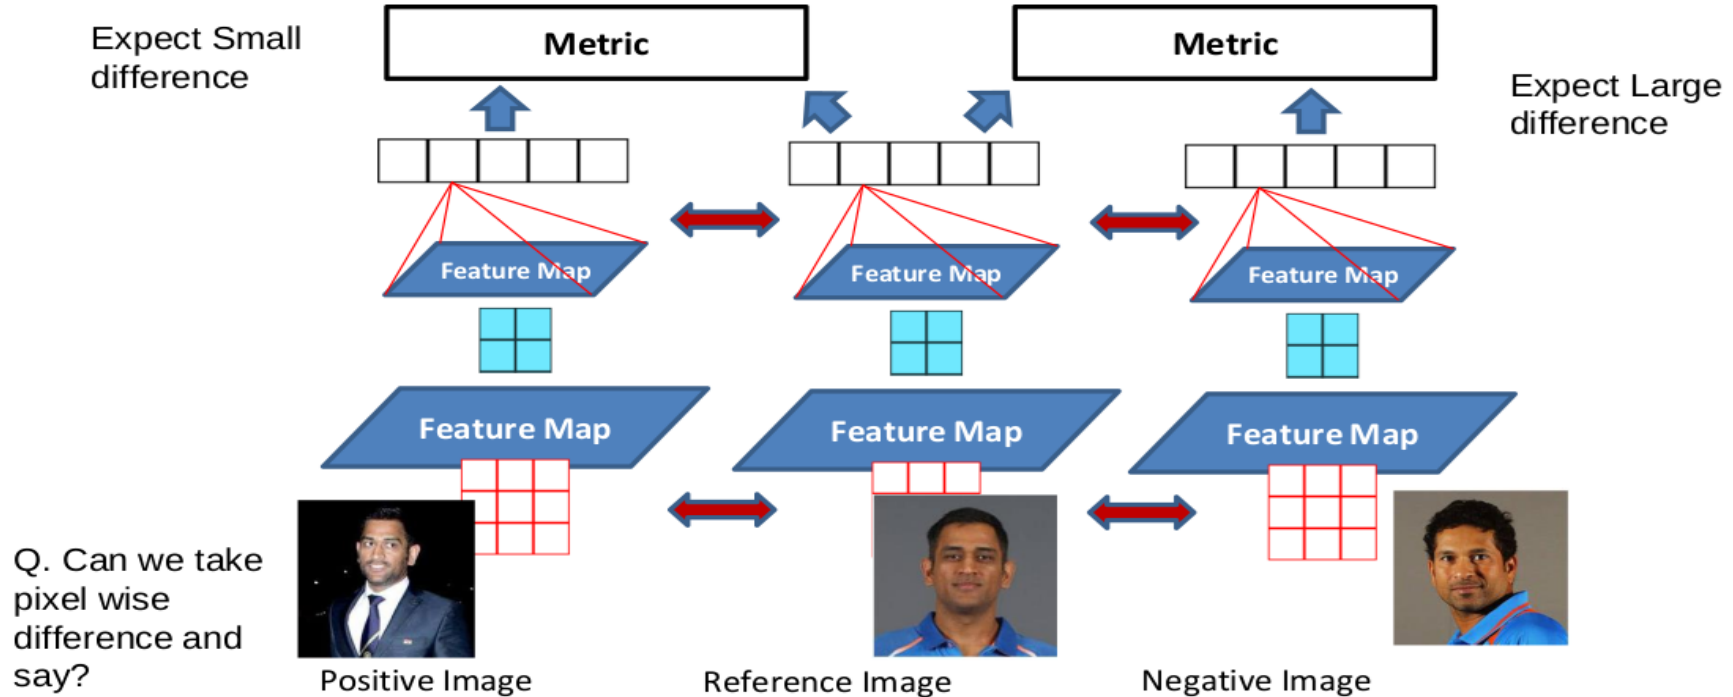 Expect Small
difference
Metric
Metric
Expect Large
difference
Feature Map
Feature Map
Feature Map
Feature Map
Feature Map
Feature Map
Q. Can we take
pixel wise
difference and
say?
Positive Image
Reference Image
Negative Image